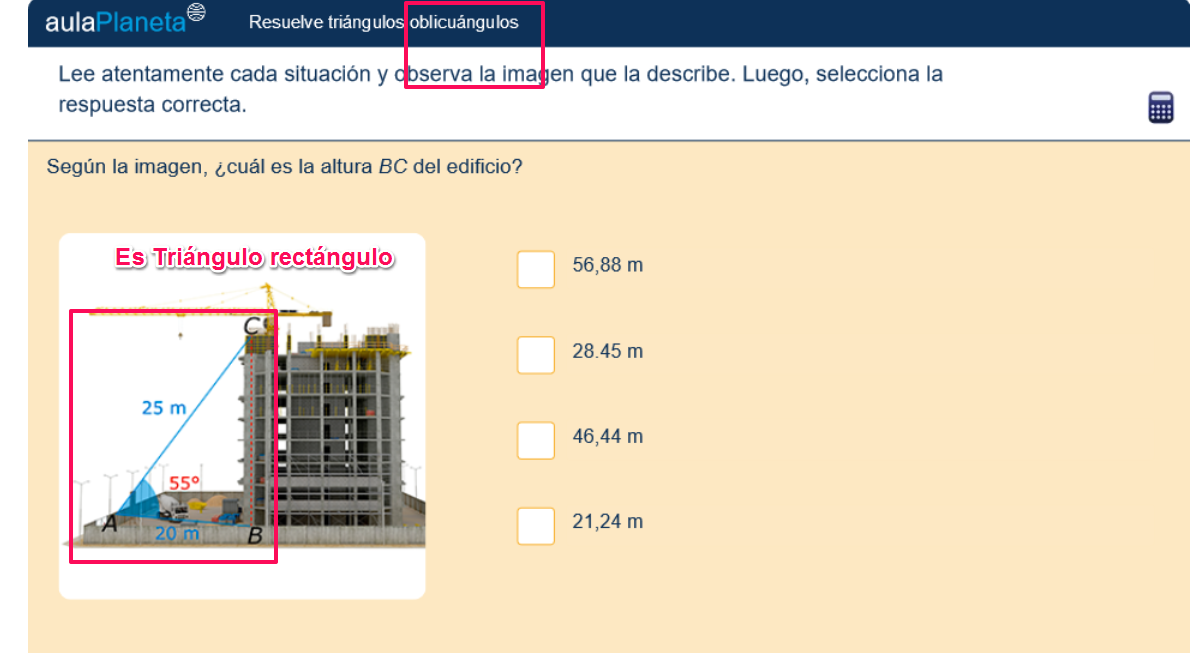 aulaPlaneta Resuelve triángulos oblicuángulos
Lee atentamente cada situación y observa la imagen que la describe. Luego, selecciona la
respuesta correcta.
Según la imagen, ¿cuál es la altura BC del edificio?
Es Triángulo rectángulo
C
25 m
55º
A
20 m
B
56,88 m
28.45 m
46,44 m
21,24 m